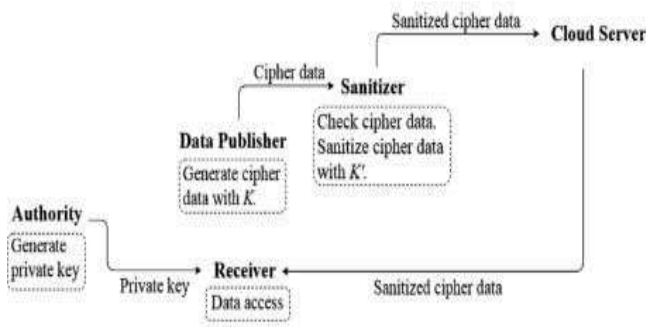 Sanitized cipher data
Cloud Server
Cipher data
Sanitizer
Check cipher data.
Sanitize cipher data
with K'.
Data Publisher
Generate cipher
data with K.
Authority
Generate
private key
Private key
Receiver
Data access
Sanitized cipher data